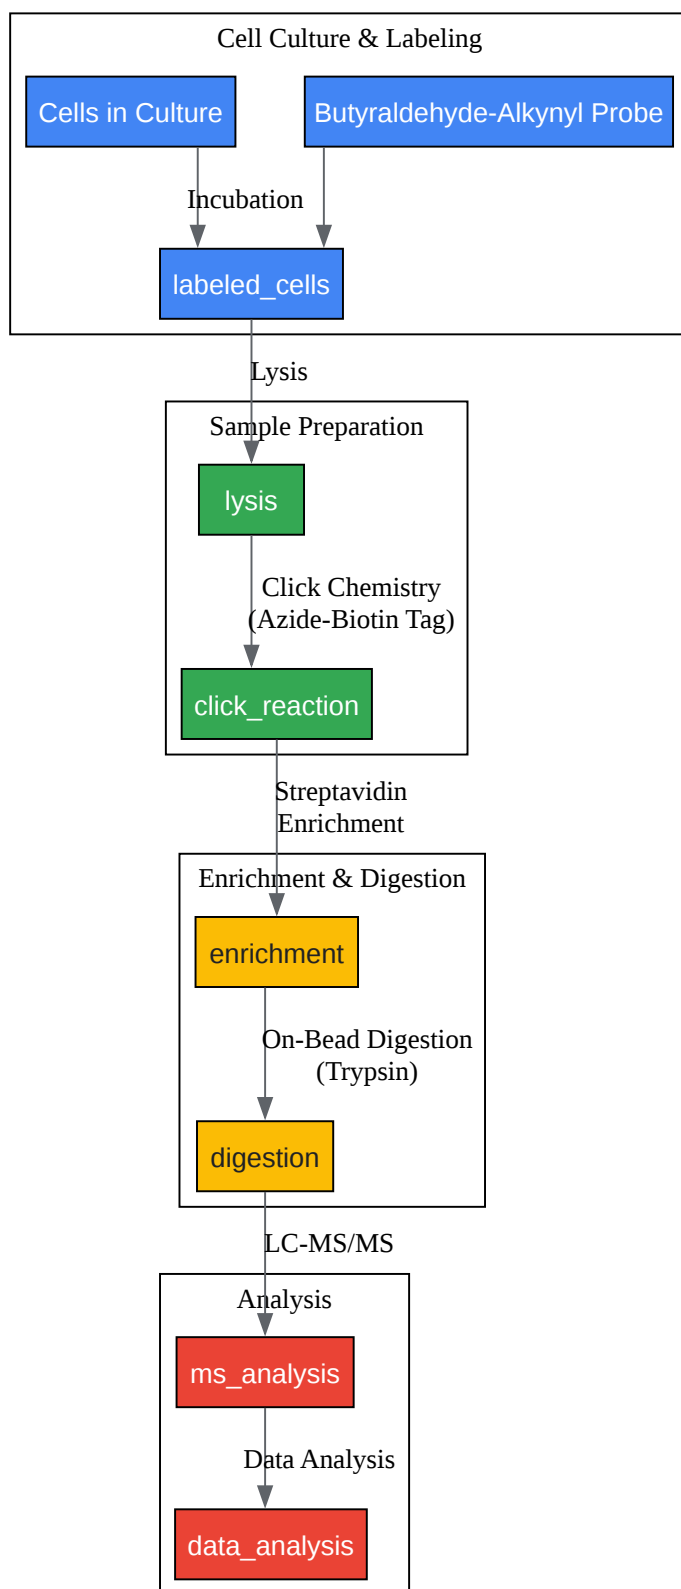 Cell Culture & Labeling
Cells in Culture
Butyraldehyde-Alkynyl Probe
Incubation
labeled_cells
Lysis
Sample Preparation
lysis
Click Chemistry
(Azide-Biotin Tag)
click_reaction
Streptavidin
Enrichment
Enrichment & Digestion
enrichment
On-Bead Digestion
(Trypsin)
digestion
LC-MS/MS
Analysis
ms_analysis
Data Analysis
data_analysis